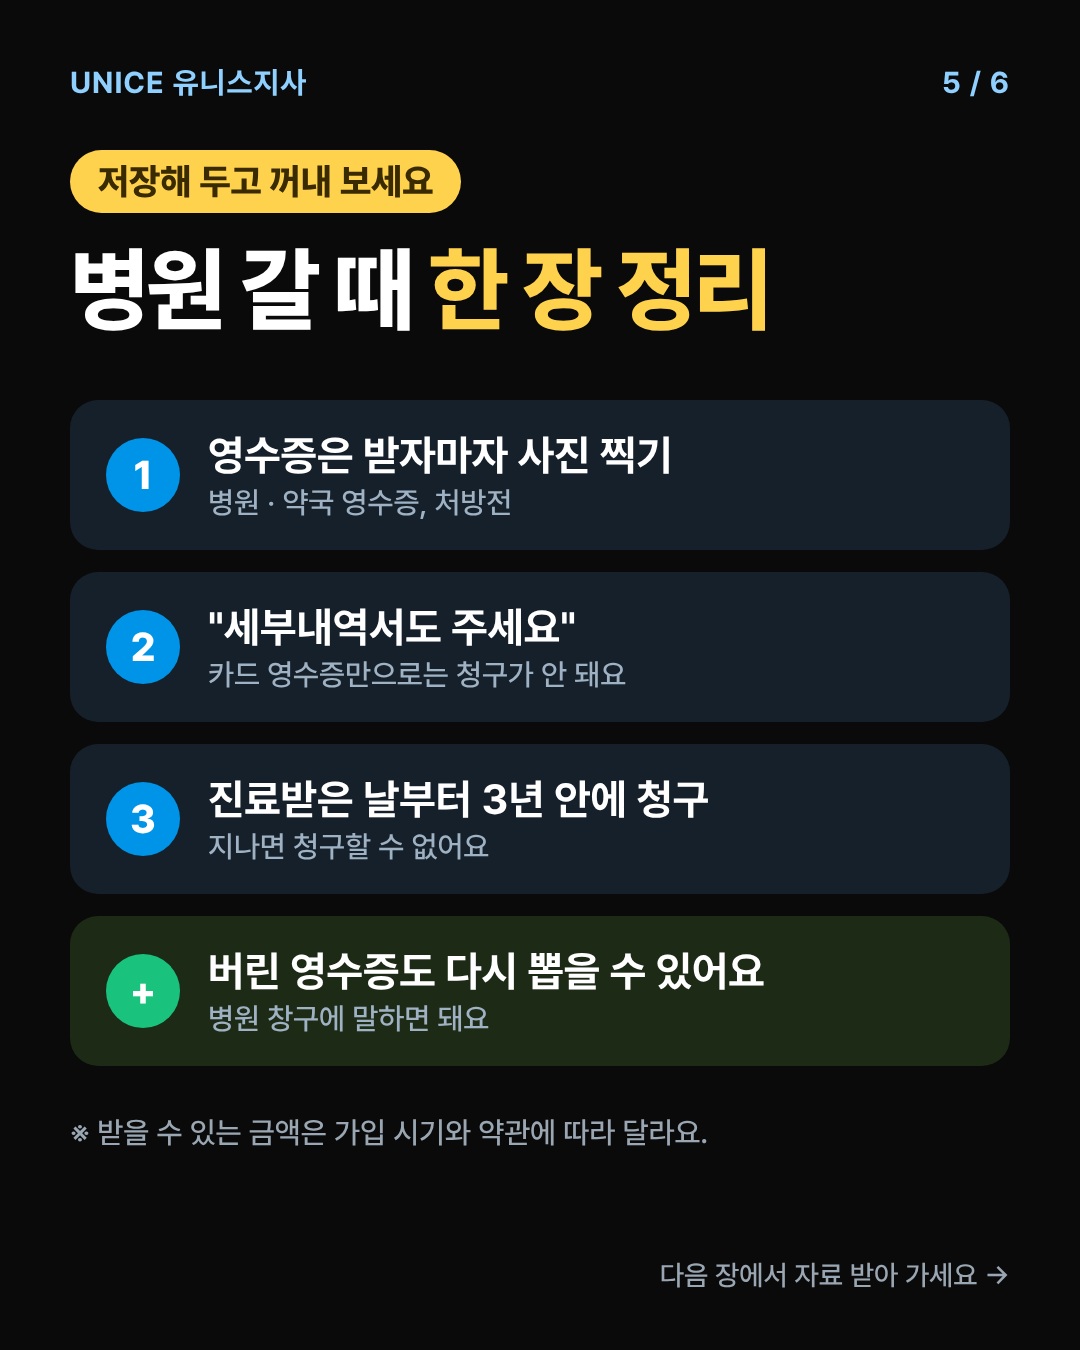 UNICE 유니스지사
5 / 6
저장해 두고 꺼내 보세요
병원 갈 때 한 장 정리
1
영수증은 받자마자 사진 찍기
병원 · 약국 영수증, 처방전
2
"세부내역서도 주세요"
카드 영수증만으로는 청구가 안 돼요
3
진료받은 날부터 3년 안에 청구
지나면 청구할 수 없어요
+
버린 영수증도 다시 뽑을 수 있어요
병원 창구에 말하면 돼요
※ 받을 수 있는 금액은 가입 시기와 약관에 따라 달라요.
다음 장에서 자료 받아 가세요 →